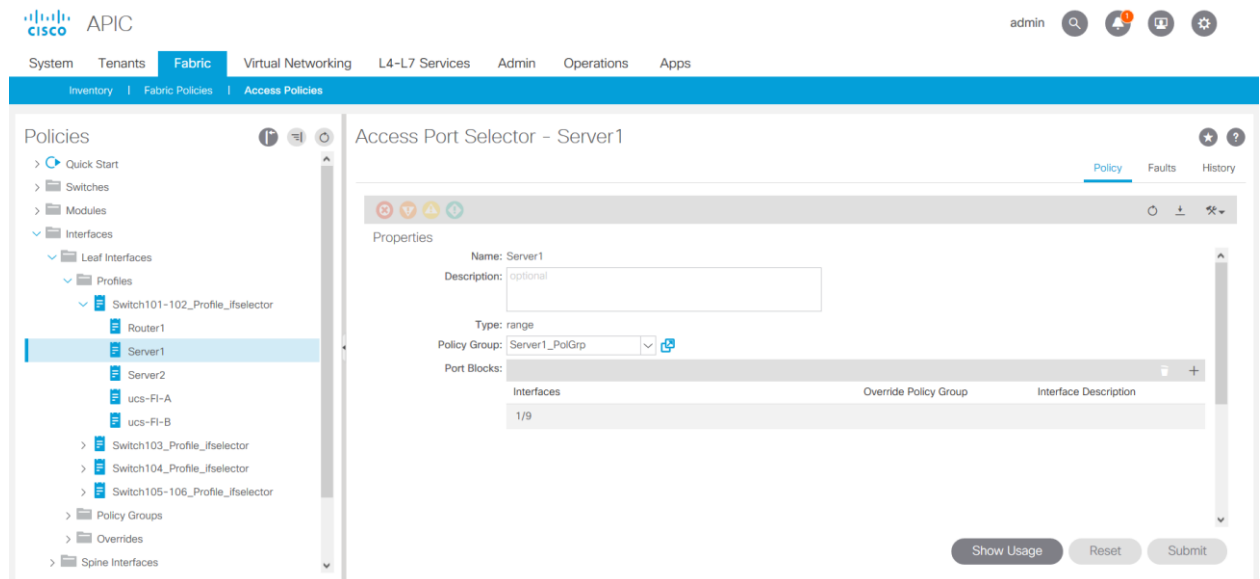 CISCO APIC admin 1
System Tenants Fabric Virtual Networking L4-L7 Services Admin Operations Apps
Inventory | Fabric Policies | Access Policies
Policies
Quick Start
Switches
Modules
Interfaces
Leaf Interfaces
Profiles
Switch101-102_Profile_ifselector
Router1
Server1
Server2
ucs-FI-A
ucs-FI-B
Switch103_Profile_ifselector
Switch104_Profile_ifselector
Switch105-106_Profile_ifselector
Policy Groups
Overrides
Spine Interfaces
Access Port Selector - Server1
Policy Faults History
Properties
Name: Server1
Description: optional
Type: range
Policy Group: Server1_PolGrp
Port Blocks:
Interfaces Override Policy Group Interface Description
1/9
Show Usage Reset Submit